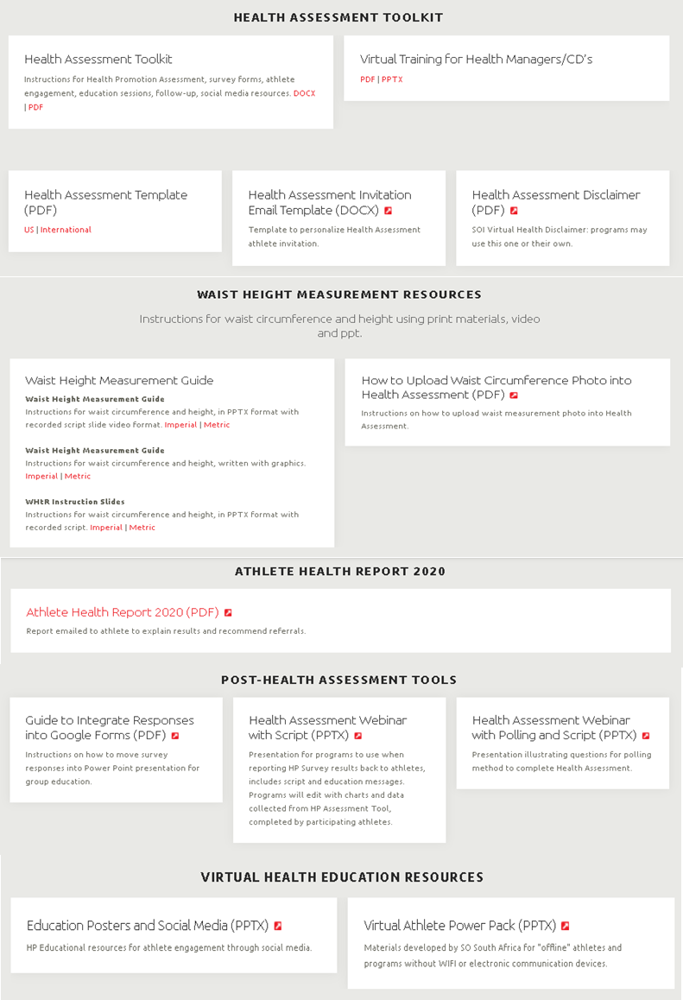 HEALTH ASSESSMENT TOOLKIT
Health Assessment Toolkit
Instructions for Health Promotion Assessment, survey forms, athlete
engagement, education sessions, follow-up, social media resources. DOCX
| PDF
Virtual Training for Health Managers/CD's
PDF | PPTX
Health Assessment Template
(PDF)
US | International
Health Assessment Invitation
Email Template (DOCX)
Template to personalize Health Assessment
athlete invitation.
Health Assessment Disclaimer
(PDF)
SOI Virtual Health Disclaimer: programs may
use this one or their own.
WAIST HEIGHT MEASUREMENT RESOURCES
Instructions for waist circumference and height using print materials, video
and ppt.
Waist Height Measurement Guide
Waist Height Measurement Guide
Instructions for waist circumference and height, in PPTX format with
recorded script slide video format. Imperial | Metric
Waist Height Measurement Guide
Instructions for waist circumference and height, written with graphics.
Imperial | Metric
WHtR Instruction Slides
Instructions for waist circumference and height, in PPTX format with
recorded script. Imperial | Metric
How to Upload Waist Circumference Photo into
Health Assessment (PDF)
Instructions on how to upload waist measurement photo into Health
Assessment.
ATHLETE HEALTH REPORT 2020
Athlete Health Report 2020 (PDF)
Report emailed to athlete to explain results and recommend referrals.
POST-HEALTH ASSESSMENT TOOLS
Guide to Integrate Responses
into Google Forms (PDF)
Instructions on how to move survey
responses into Power Point presentation for
group education.
Health Assessment Webinar
with Script (PPTX)
Presentation for programs to use when
reporting HP Survey results back to athletes,
includes script and education messages.
Programs will edit with charts and data
collected from HP Assessment Tool,
completed by participating athletes.
Health Assessment Webinar
with Polling and Script (PPTX)
Presentation illustrating questions for polling
method to complete Health Assessment.
VIRTUAL HEALTH EDUCATION RESOURCES
Education Posters and Social Media (PPTX)
HP Educational resources for athlete engagement through social media.
Virtual Athlete Power Pack (PPTX)
Materials developed by SO South Africa for "offline" athletes and
programs without WIFI or electronic communication devices.